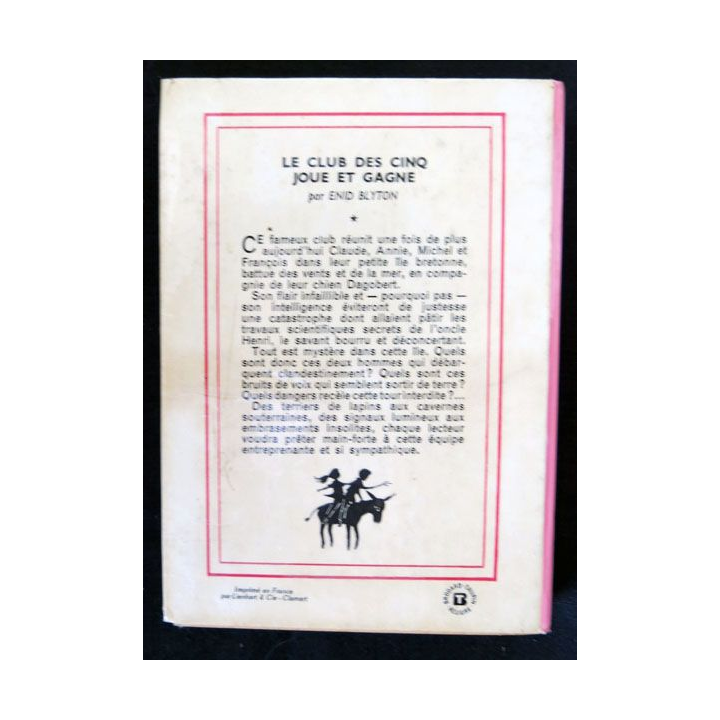 LE CLUB DES CINQ
JOUE ET GAGNE
par ENID BLYTON
★
CE fameux club réunit une fois de plus
aujourd'hui Claude, Annie, Michel et
François dans leur petite île bretonne,
battue des vents et de la mer, en compa-
gnie de leur chien Dagobert.
Son flair infaillible et — pourquoi pas —
son intelligence éviteront de justesse
une catastrophe dont allaient pâtir les
travaux scientifiques secrets de l'oncle
Henri, le savant bourru et déconcertant.
Tout est mystère dans cette île. Quels
sont donc ces deux hommes qui débar-
quent clandestinement ? Quels sont ces
bruits de voix qui semblent sortir de terre ?
Quels dangers recèle cette tour interdite ?...
Des terriers de lapins aux cavernes
souterraines, des signaux lumineux aux
embrasements insolites, chaque lecteur
voudra prêter main-forte à cette équipe
entreprenante et si sympathique.
Imprimé en France
par Lienhart & Cie - Clamart
BRODARD-TAUPIN
T
RELIURE